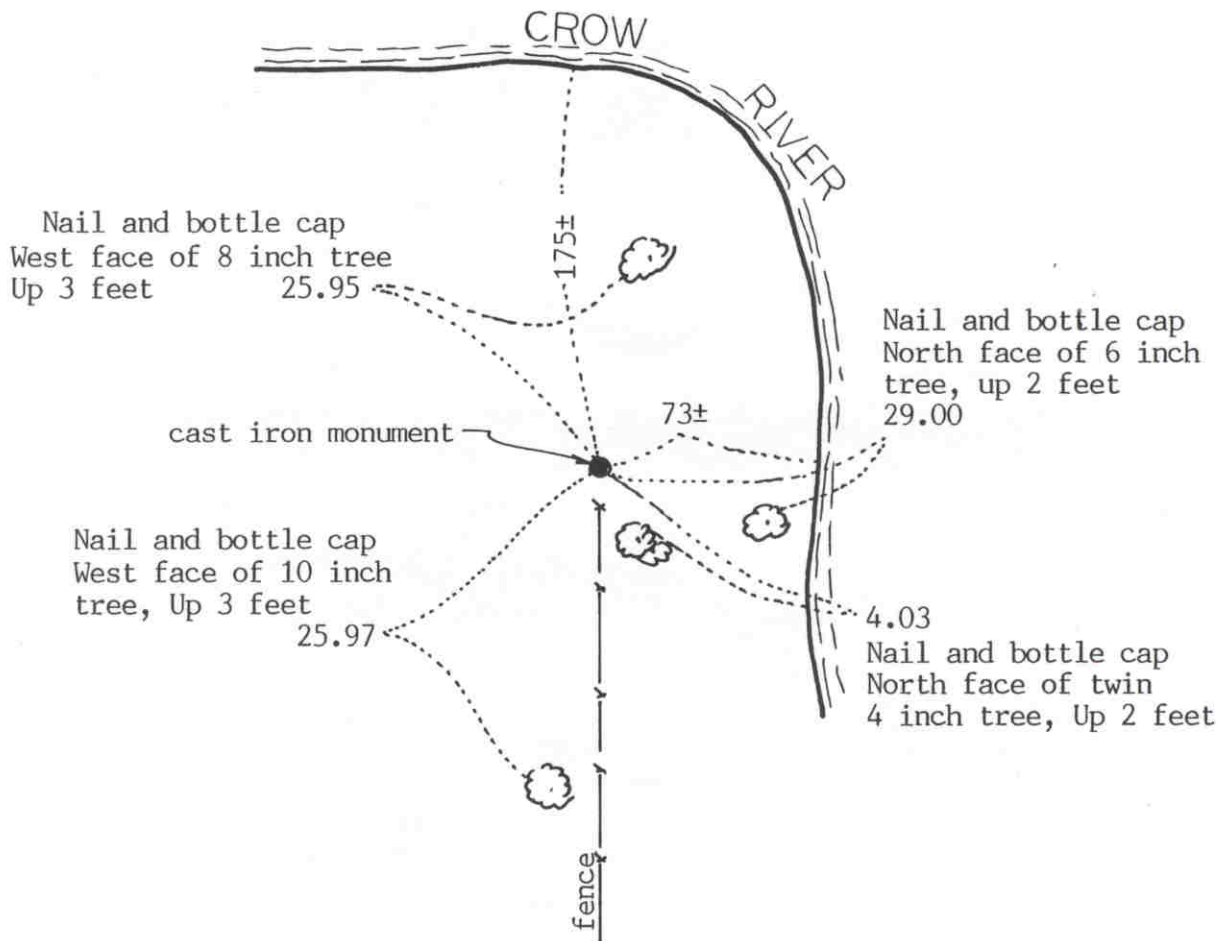 CROW
RIVER
Nail and bottle cap
West face of 8 inch tree
Up 3 feet 25.95
175±
Nail and bottle cap
North face of 6 inch
tree, up 2 feet
29.00
73±
cast iron monument
Nail and bottle cap
West face of 10 inch
tree, Up 3 feet
25.97
4.03
Nail and bottle cap
North face of twin
4 inch tree, Up 2 feet
fence